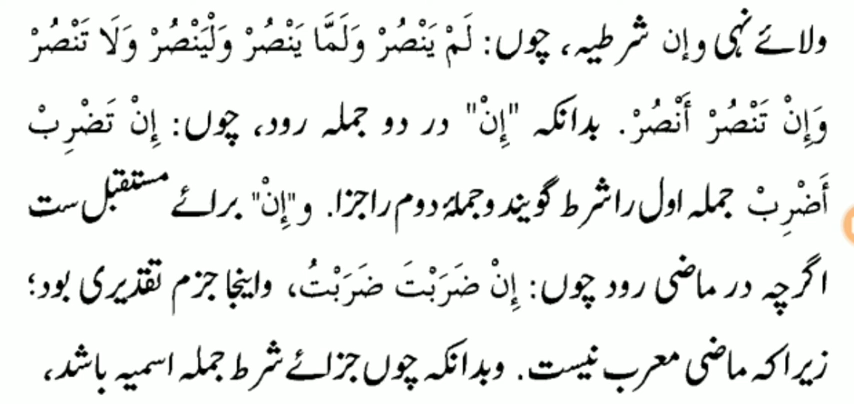 ولائے نہی وإن شرطیہ، چوں: لَمْ يَنْصُرْ وَلَمَّا يَنْصُرْ وَلْيَنْصُرْ وَلَا تَنْصُرْ
وَإِنْ تَنْصُرْ أَنْصُرْ. بدانکہ "إِنْ" در دو جملہ رود، چوں: إِنْ تَضْرِبْ
أَضْرِبْ جملہ اول را شرط گویند وجملۂ دوم را جزا. و"إِنْ" برائے مستقبل ست
اگرچہ در ماضی رود چوں: إِنْ ضَرَبْتَ ضَرَبْتُ، واینجا جزم تقدیری بود؛
زیرا کہ ماضی معرب نیست. وبدانکہ چوں جزائے شرط جملہ اسمیہ باشد،